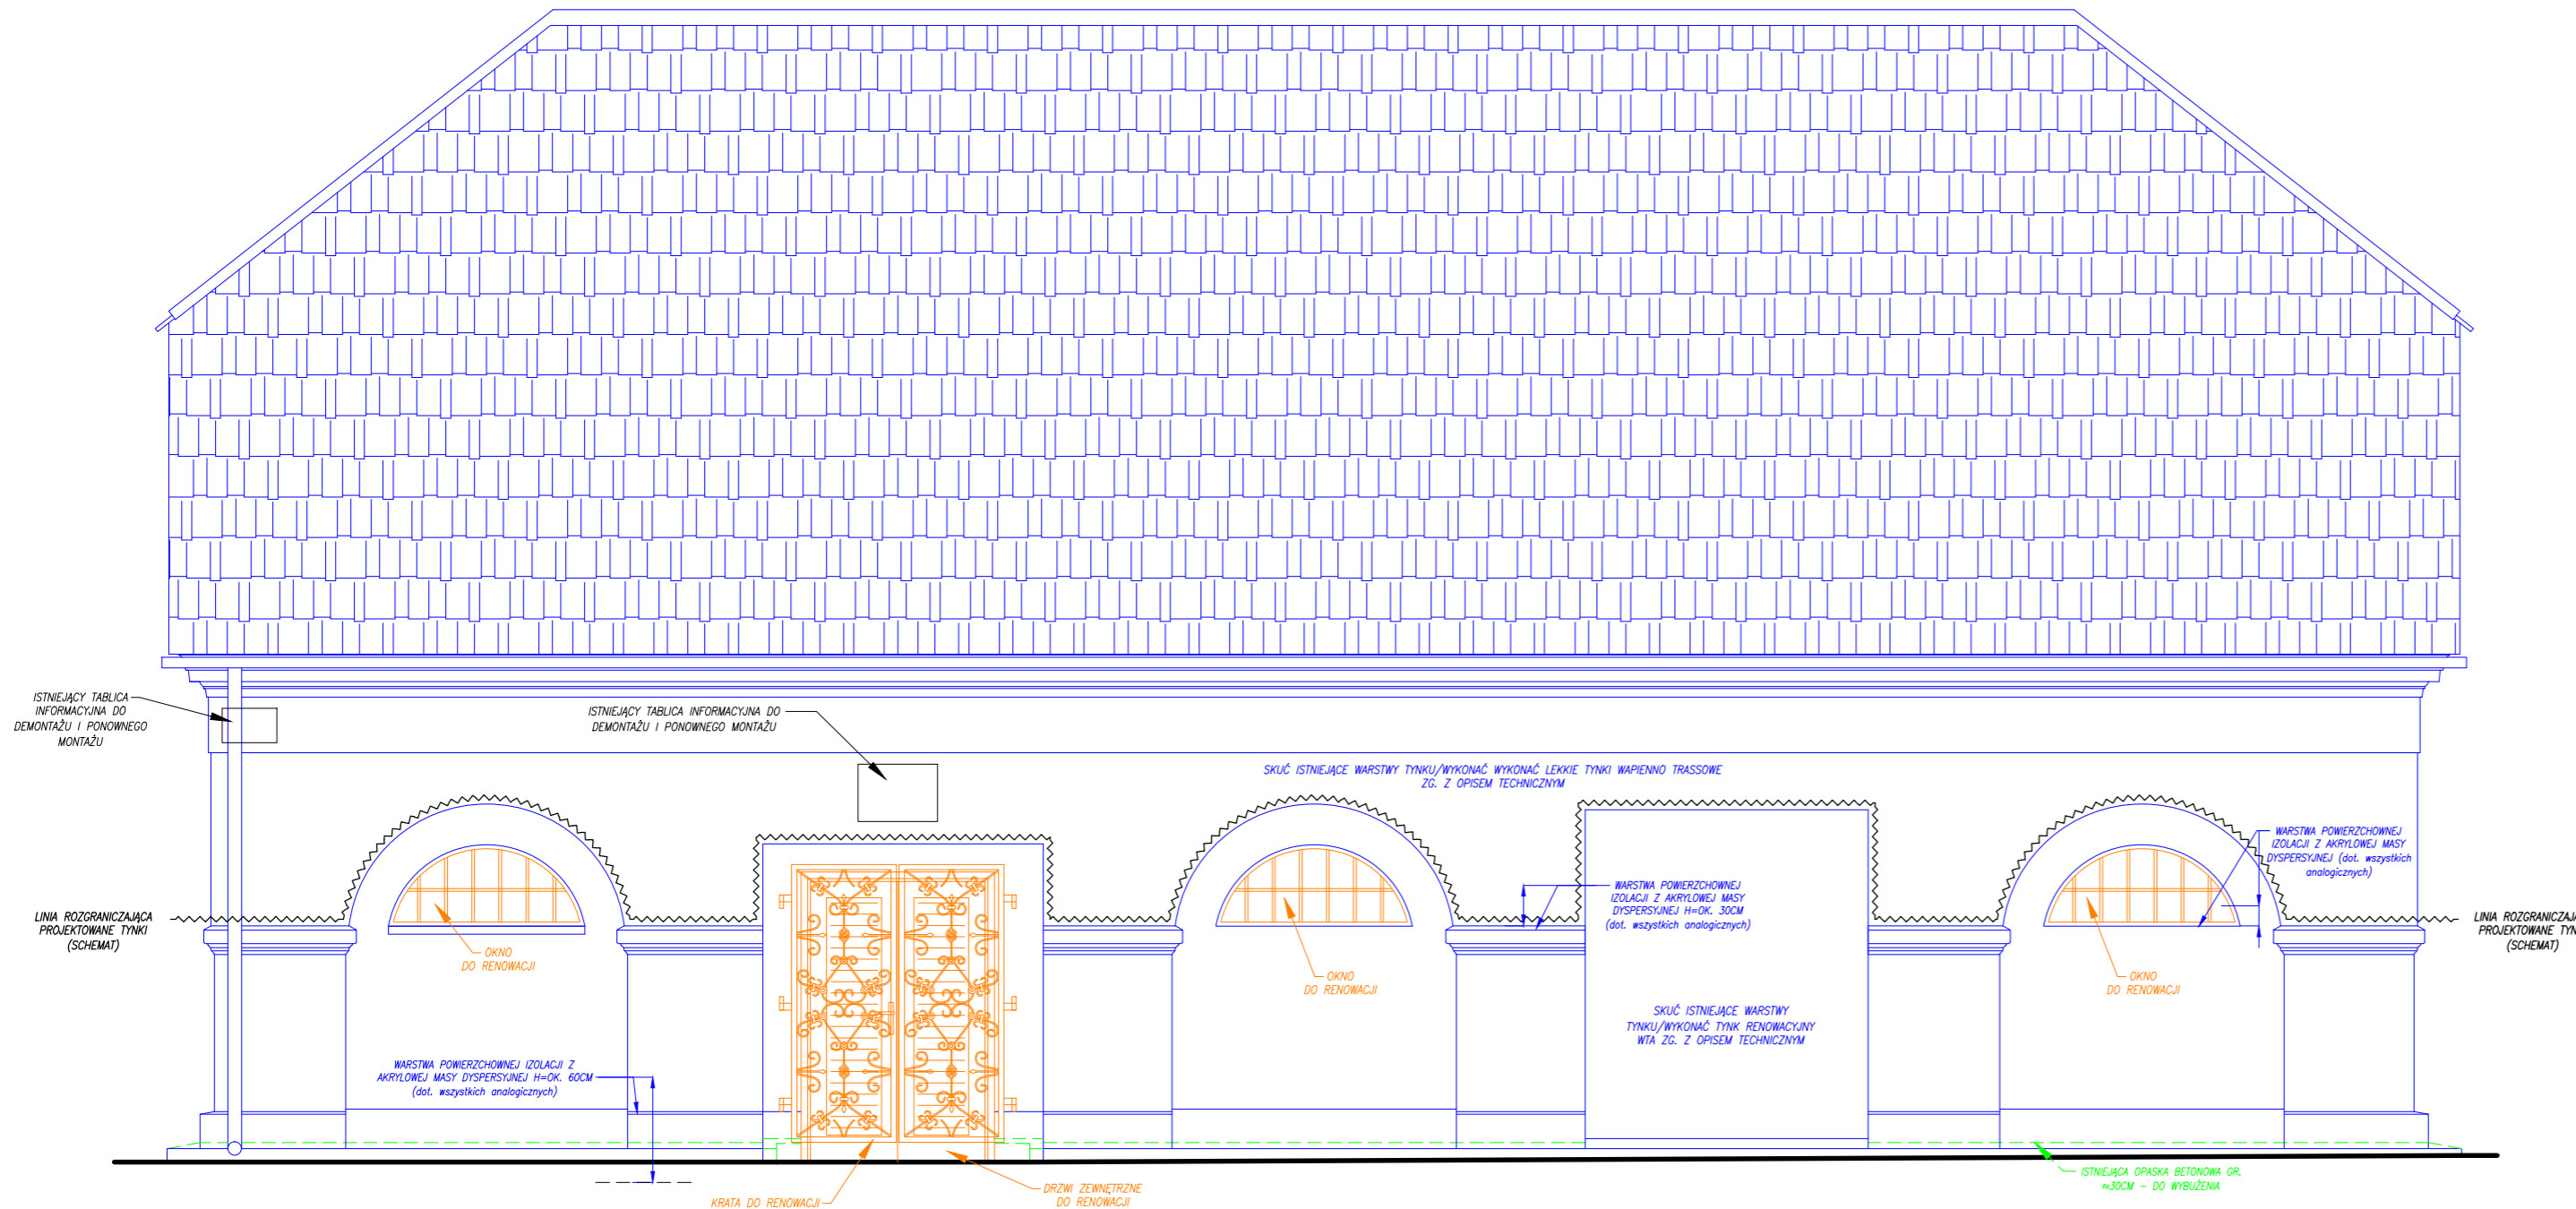 ISTNIEJĄCY TABLICA
INFORMACYJNA DO
DEMONTAŻU I PONOWNEGO
MONTAŻU
ISTNIEJĄCY TABLICA INFORMACYJNA DO
DEMONTAŻU I PONOWNEGO MONTAŻU
SKUĆ ISTNIEJĄCE WARSTWY TYNKU/WYKONAĆ WYKONAĆ LEKKIE TYNKI WAPIENNO TRASSOWE
ZG. Z OPISEM TECHNICZNYM
WARSTWA POWIERZCHOWNEJ
IZOLACJI Z AKRYLOWEJ MASY
DYSPERSYJNEJ (dot. wszystkich
analogicznych)
WARSTWA POWIERZCHOWNEJ
IZOLACJI Z AKRYLOWEJ MASY
DYSPERSYJNEJ H=OK. 30CM
(dot. wszystkich analogicznych)
LINIA ROZGRANICZAJĄCA
PROJEKTOWANE TYNKI
(SCHEMAT)
LINIA ROZGRANICZAJĄ
PROJEKTOWANE TYN
(SCHEMAT)
OKNO
DO RENOWACJI
OKNO
DO RENOWACJI
OKNO
DO RENOWACJI
SKUĆ ISTNIEJĄCE WARSTWY
TYNKU/WYKONAĆ TYNK RENOWACYJNY
WTA ZG. Z OPISEM TECHNICZNYM
WARSTWA POWIERZCHOWNEJ IZOLACJI Z
AKRYLOWEJ MASY DYSPERSYJNEJ H=OK. 60CM
(dot. wszystkich analogicznych)
KRATA DO RENOWACJI
DRZWI ZEWNĘTRZNE
DO RENOWACJI
ISTNIEJĄCA OPASKA BETONOWA GR.
≈30CM - DO WYBUŻENIA